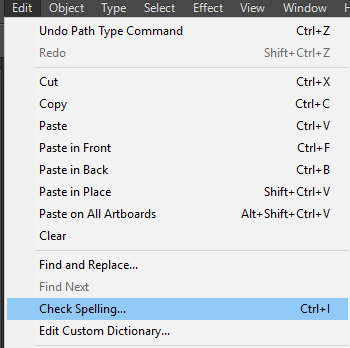 Edit Object Type Select Effect View Window H
Undo Path Type Command Ctrl+Z
Redo Shift+Ctrl+Z
Cut Ctrl+X
Copy Ctrl+C
Paste Ctrl+V
Paste in Front Ctrl+F
Paste in Back Ctrl+B
Paste in Place Shift+Ctrl+V
Paste on All Artboards Alt+Shift+Ctrl+V
Clear
Find and Replace...
Find Next
Check Spelling... Ctrl+I
Edit Custom Dictionary...